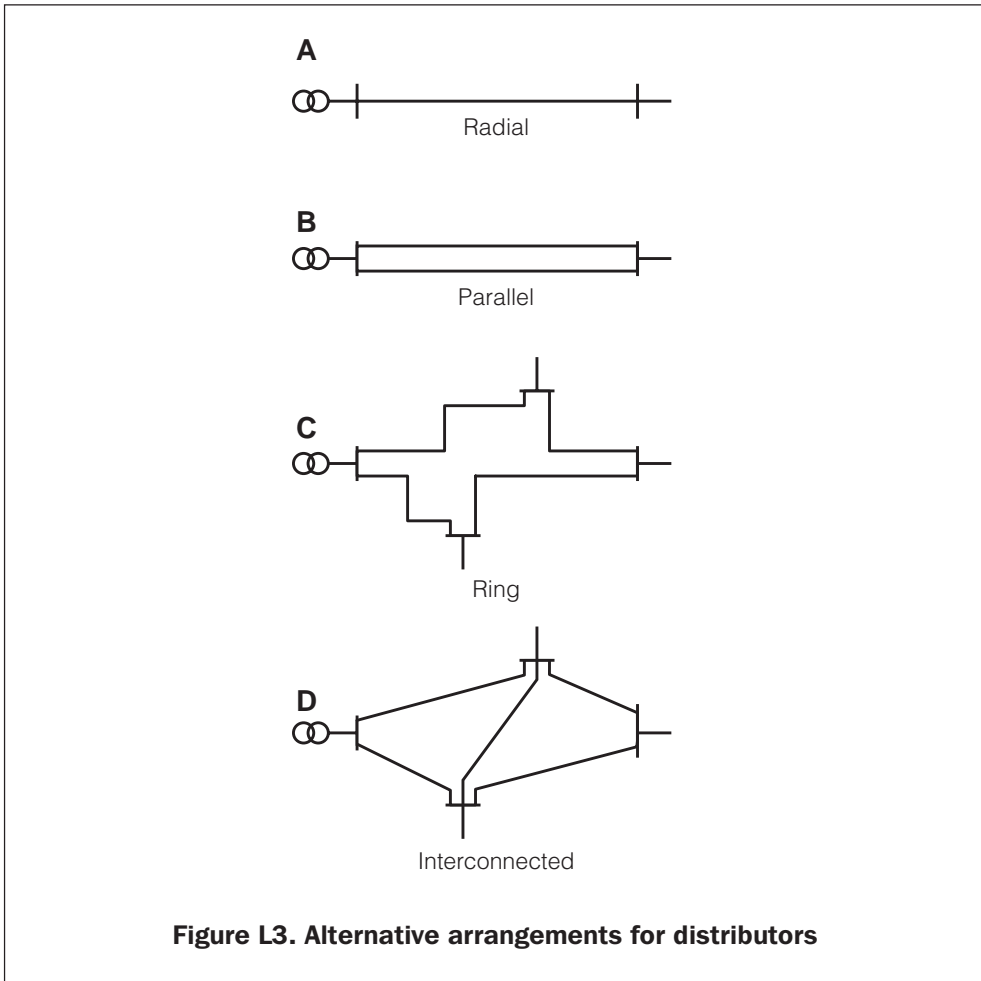 A
Radial
B
Parallel
C
Ring
D
Interconnected
Figure L3. Alternative arrangements for distributors